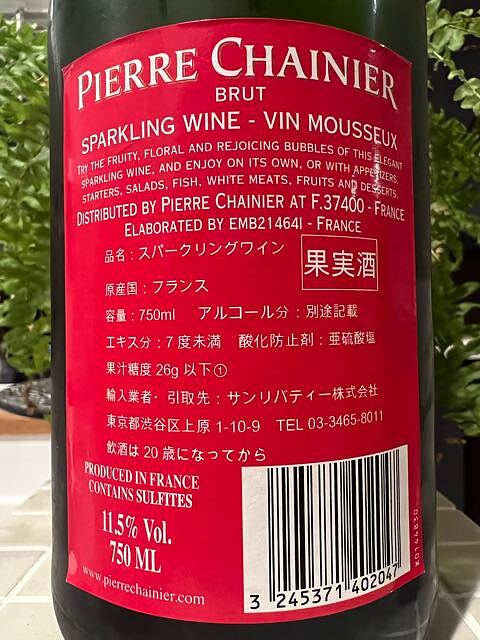 PIERRE CHAINIER
BRUT
SPARKLING WINE - VIN MOUSSEUX
TRY THE FRUITY, FLORAL AND REJOICING BUBBLES OF THIS ELEGANT
SPARKLING WINE, AND ENJOY ON ITS OWN, OR WITH APPETIZERS,
STARTERS, SALADS, FISH, WHITE MEATS, FRUITS AND DESSERTS.
DISTRIBUTED BY PIERRE CHAINIER AT F.37400 - FRANCE
ELABORATED BY EMB21464I - FRANCE
品名 : スパークリングワイン
果実酒
原産国 : フランス
容量 : 750ml アルコール分 : 別途記載
エキス分 : 7度未満 酸化防止剤 : 亜硫酸塩
果汁糖度 26g 以下①
輸入業者・引取先 : サンリバティー株式会社
東京都渋谷区上原 1-10-9 TEL 03-3465-8011
飲酒は 20 歳になってから
PRODUCED IN FRANCE
CONTAINS SULFITES
11.5% Vol.
750 ML
www.pierrechainier.com
3 245371 402047
X0144830